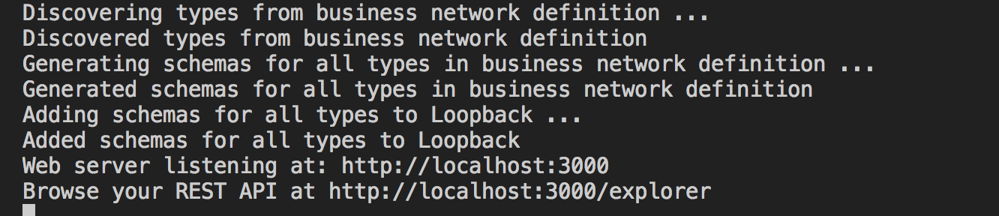 Discovering types from business network definition ...
Discovered types from business network definition
Generating schemas for all types in business network definition ...
Generated schemas for all types in business network definition
Adding schemas for all types to Loopback ...
Added schemas for all types to Loopback
Web server listening at: http://localhost:3000
Browse your REST API at http://localhost:3000/explorer